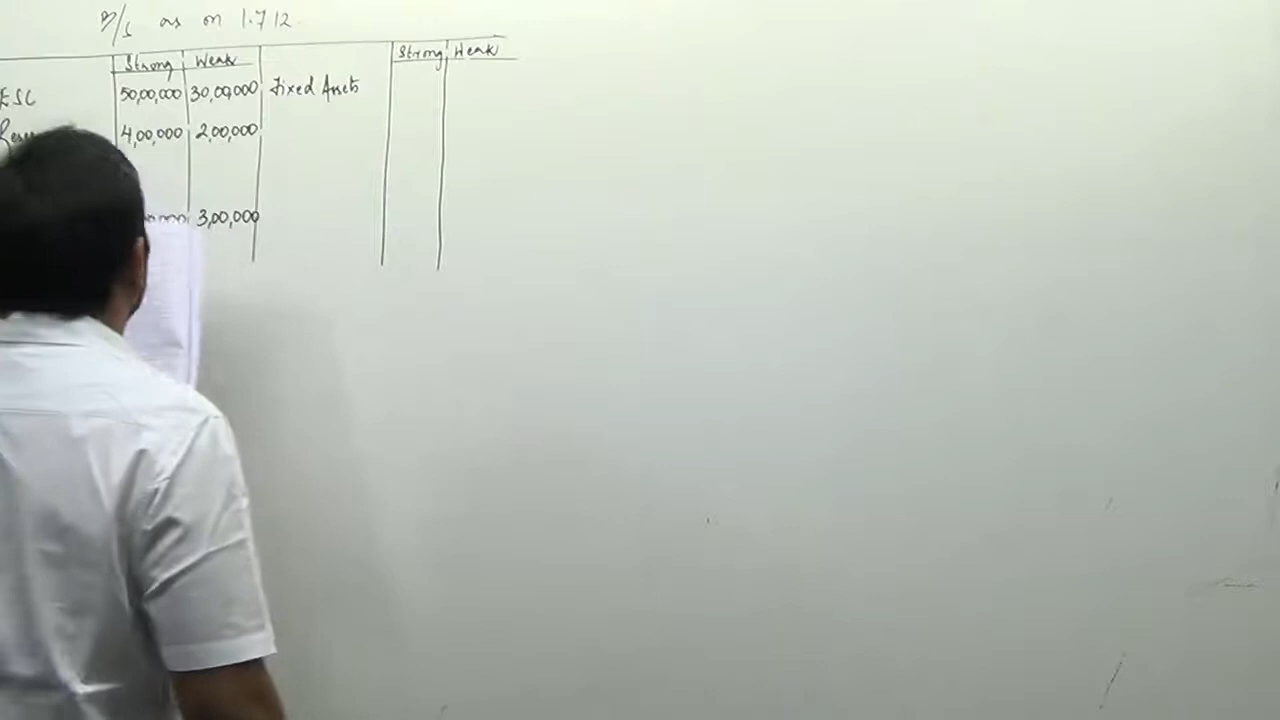 B/S as on 1.7.12.
Strong Weak Strong Weak
ESC 50,00,000 30,00,000 Fixed Assets
4,00,000 2,00,000
3,00,000